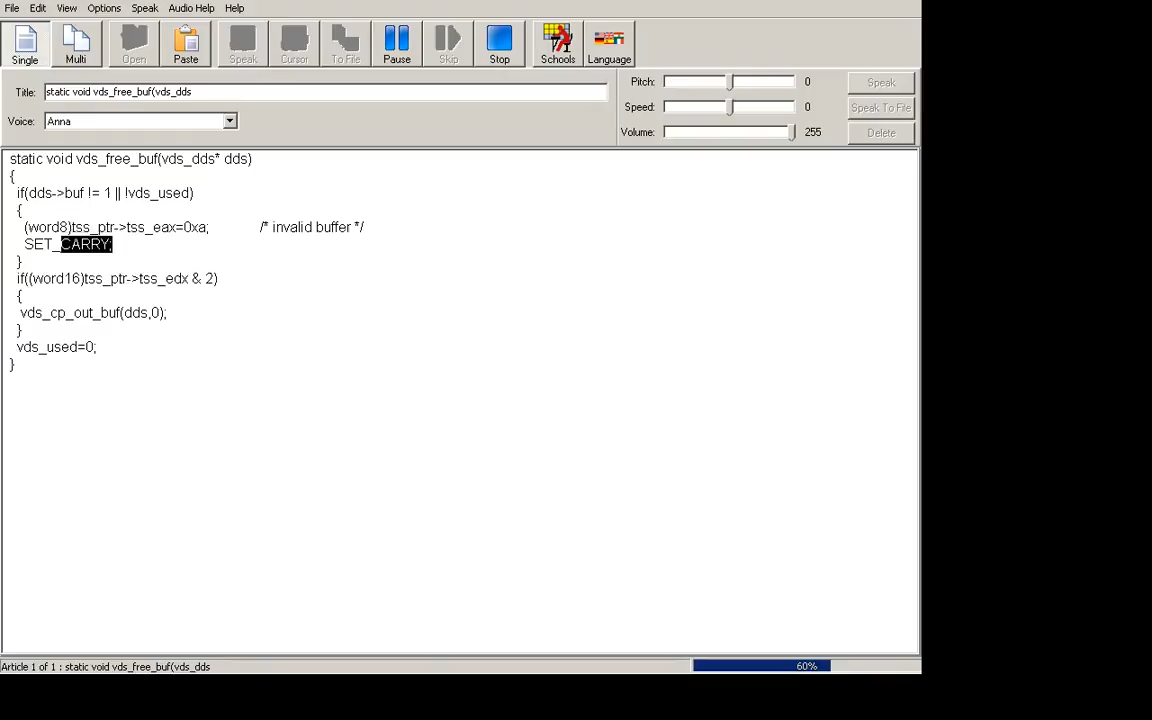 File Edit View Options Speak Audio Help Help
Single Multi Open Paste Speak Cursor To File Pause Skip Stop Schools Language
Title: static void vds_free_buf(vds_dds
Voice: Anna
Pitch: 0 Speak
Speed: 0 Speak To File
Volume: 255 Delete
static void vds_free_buf(vds_dds* dds)
{
if(dds->buf != 1 || !vds_used)
{
(word8)tss_ptr->tss_eax=0xa; /* invalid buffer */
SET_CARRY;
}
if((word16)tss_ptr->tss_edx & 2)
{
vds_cp_out_buf(dds,0);
}
vds_used=0;
}
Article 1 of 1 : static void vds_free_buf(vds_dds 60%